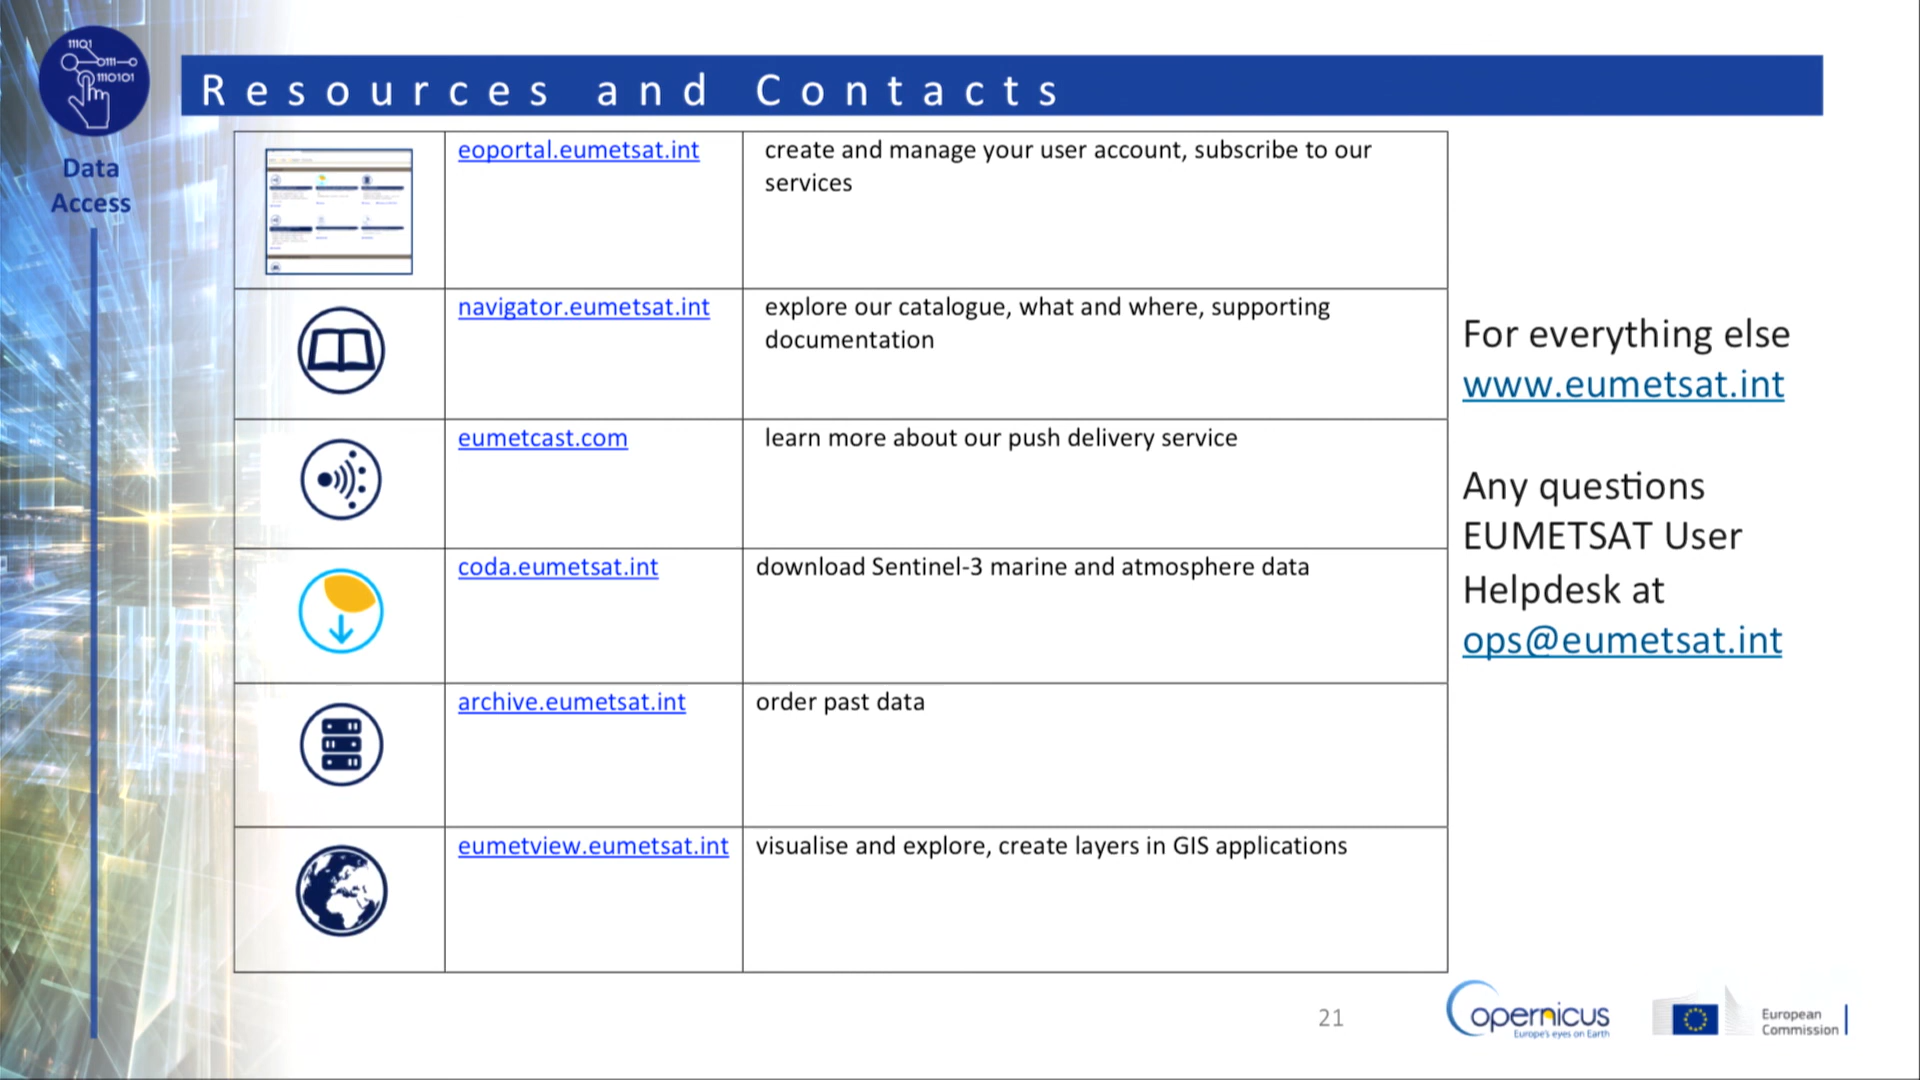 111Q1
0111
1110101
Data
Access
Resources and Contacts
eoportal.eumetsat.int
create and manage your user account, subscribe to our
services
navigator.eumetsat.int
explore our catalogue, what and where, supporting
documentation
eumetcast.com
learn more about our push delivery service
coda.eumetsat.int
download Sentinel-3 marine and atmosphere data
archive.eumetsat.int
order past data
eumetview.eumetsat.int
visualise and explore, create layers in GIS applications
For everything else
www.eumetsat.int
Any questions
EUMETSAT User
Helpdesk at
ops@eumetsat.int
21
Copernicus
Europe's eyes on Earth
European
Commission